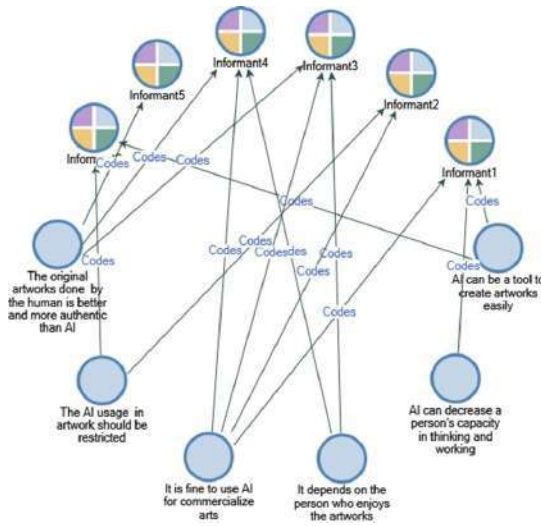 Informant4
Informant3
Informant5
Informant2
Informant1
Codes
Codes
Codes
Codes
Codes
Codes
Codes
Codes
Codes
Codes
Codes
Codes
Codes
The original
artworks done by
the human is better
and more authentic
than AI
AI can be a tool to
create artworks
easily
The AI usage in
artwork should be
restricted
AI can decrease a
person's capacity
in thinking and
working
It is fine to use AI
for commercialize
arts
It depends on the
person who enjoys
the artworks